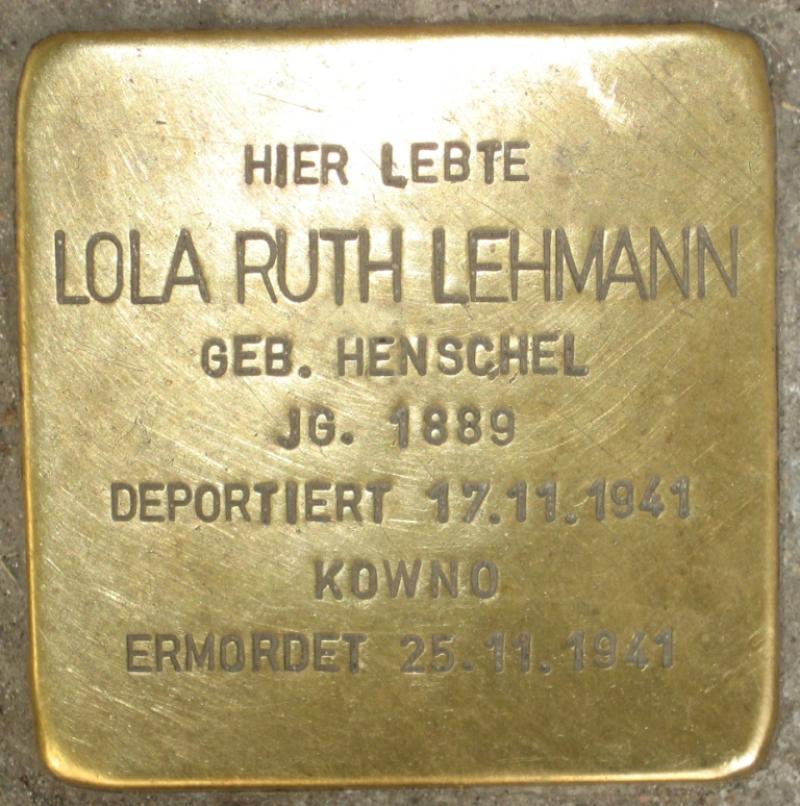 HIER LEBTE
LOLA RUTH LEHMANN
GEB. HENSCHEL
JG. 1889
DEPORTIERT 17.11.1941
KOWNO
ERMORDET 25.11.1941